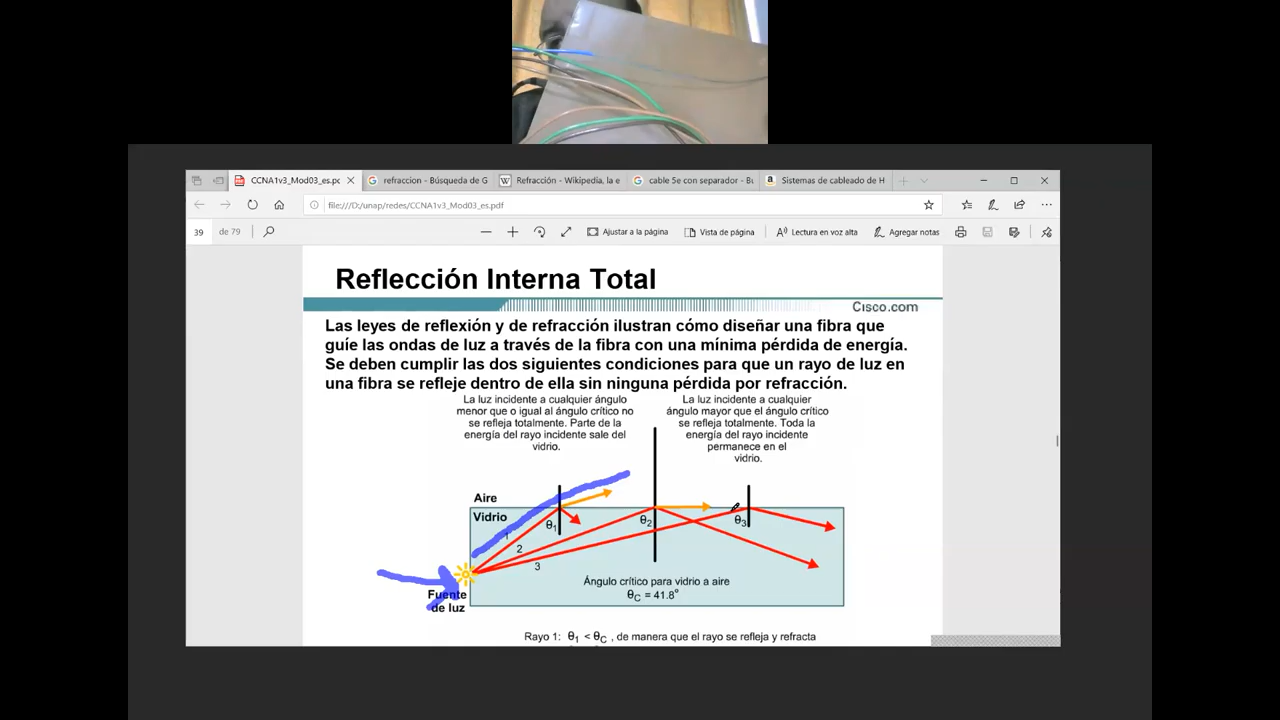 CCNA1v3_Mod03_es.pc
refraccion - Búsqueda de G
Refracción - Wikipedia, la e
cable 5e con separador - Bu
Sistemas de cableado de H
file:///D:/unap/redes/CCNA1v3_Mod03_es.pdf
39 de 79
Ajustar a la página
Vista de página
Lectura en voz alta
Agregar notas
Reflección Interna Total
Cisco.com
Las leyes de reflexión y de refracción ilustran cómo diseñar una fibra que
guíe las ondas de luz a través de la fibra con una mínima pérdida de energía.
Se deben cumplir las dos siguientes condiciones para que un rayo de luz en
una fibra se refleje dentro de ella sin ninguna pérdida por refracción.
La luz incidente a cualquier ángulo
menor que o igual al ángulo crítico no
se refleja totalmente. Parte de la
energía del rayo incidente sale del
vidrio.
La luz incidente a cualquier
ángulo mayor que el ángulo crítico
se refleja totalmente. Toda la
energía del rayo incidente
permanece en el
vidrio.
Aire
Vidrio
θ1
θ2
θ3
1
2
3
Fuente
de luz
Ángulo crítico para vidrio a aire
θC = 41.8°
Rayo 1: θ1 < θC , de manera que el rayo se refleja y refracta